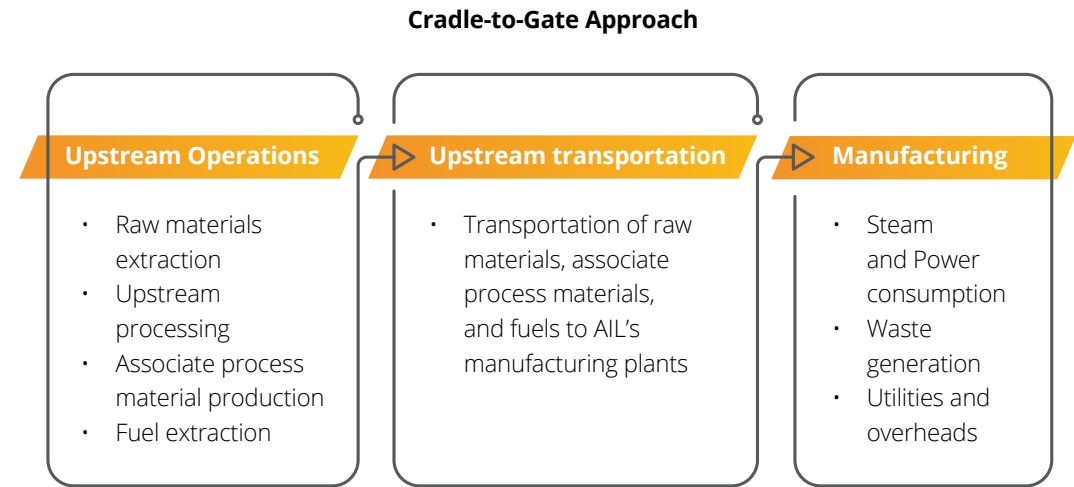 Cradle-to-Gate Approach
Upstream Operations
• Raw materials
extraction
• Upstream
processing
• Associate process
material production
• Fuel extraction
Upstream transportation
• Transportation of raw
materials, associate
process materials,
and fuels to AIL’s
manufacturing plants
Manufacturing
• Steam
and Power
consumption
• Waste
generation
• Utilities and
overheads